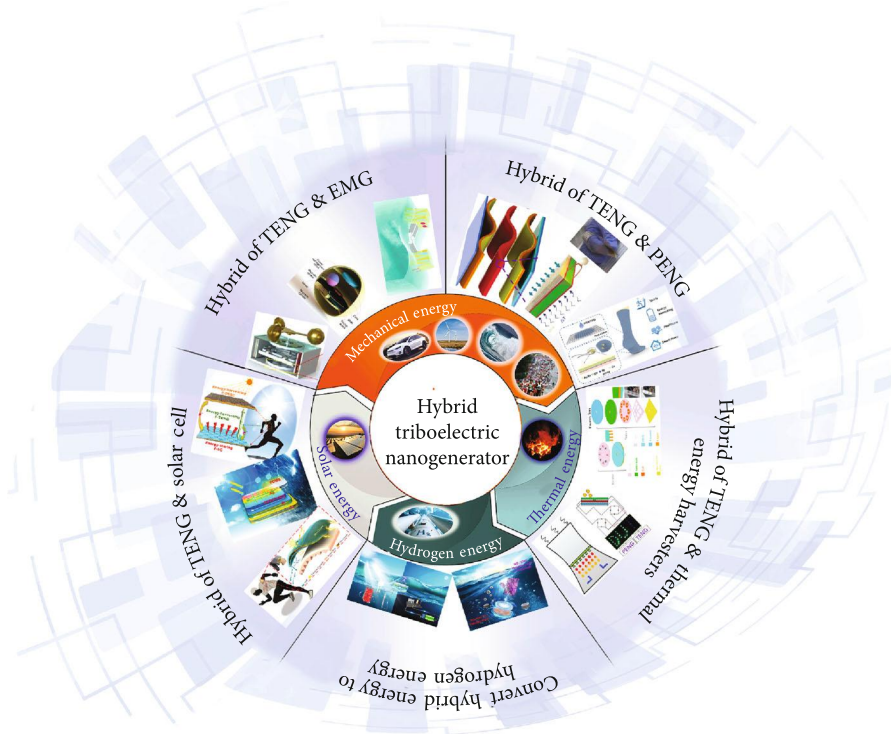 Hybrid of TENG & EMG
Hybrid of TENG & PENG
Mechanical energy
Hybrid
triboelectric
nanogenerator
Solar energy
Thermal energy
Hydrogen energy
Hybrid of TENG & solar cell
Hybrid of TENG & thermal
energy harvesters
Convert hybrid energy to
hydrogen energy